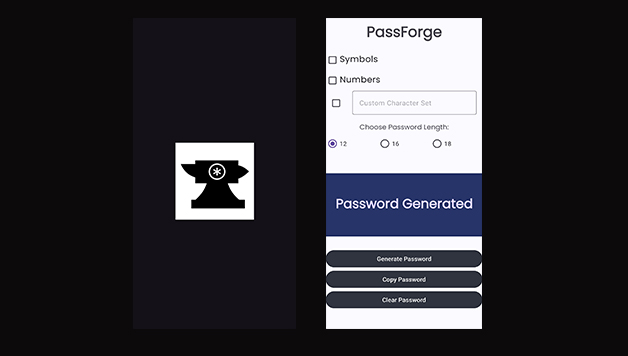 PassForge
Symbols
Numbers
Custom Character Set
Choose Password Length:
12 16 18
Password Generated
Generate Password
Copy Password
Clear Password